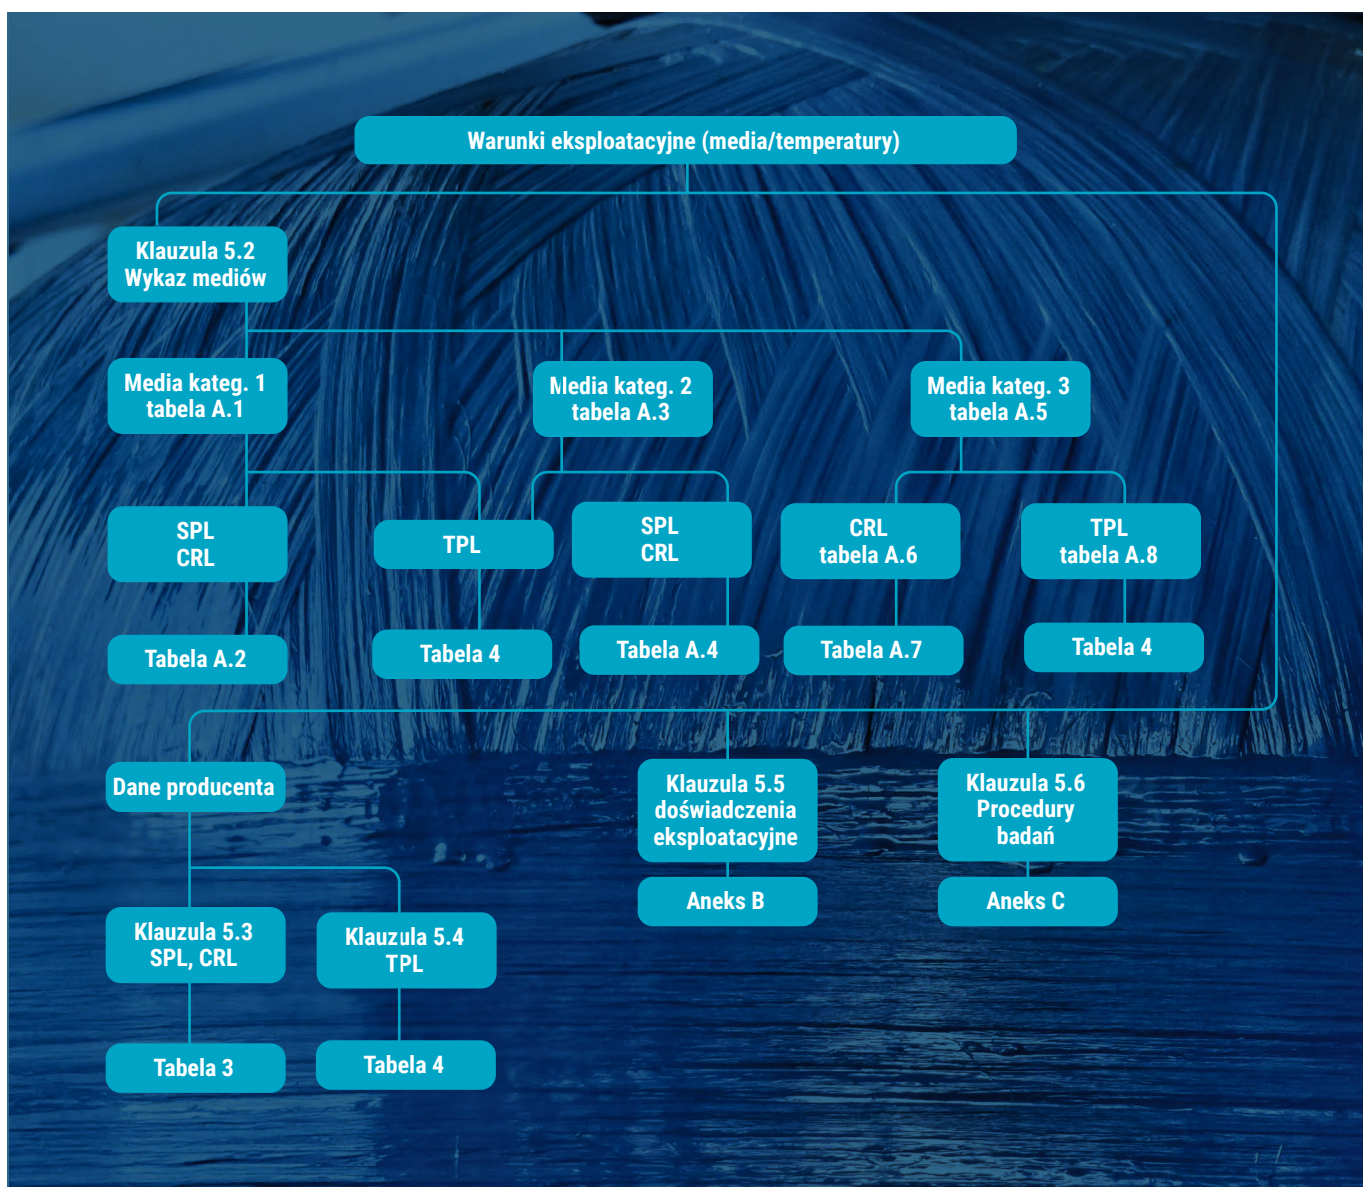 Warunki eksploatacyjne (media/temperatury)
Klauzula 5.2
Wykaz mediów
Media kateg. 1
tabela A.1
Media kateg. 2
tabela A.3
Media kateg. 3
tabela A.5
SPL
CRL
TPL
SPL
CRL
CRL
tabela A.6
TPL
tabela A.8
Tabela A.2
Tabela 4
Tabela A.4
Tabela A.7
Tabela 4
Dane producenta
Klauzula 5.5
doświadczenia
eksploatacyjne
Klauzula 5.6
Procedury
badań
Aneks B
Aneks C
Klauzula 5.3
SPL, CRL
Klauzula 5.4
TPL
Tabela 3
Tabela 4